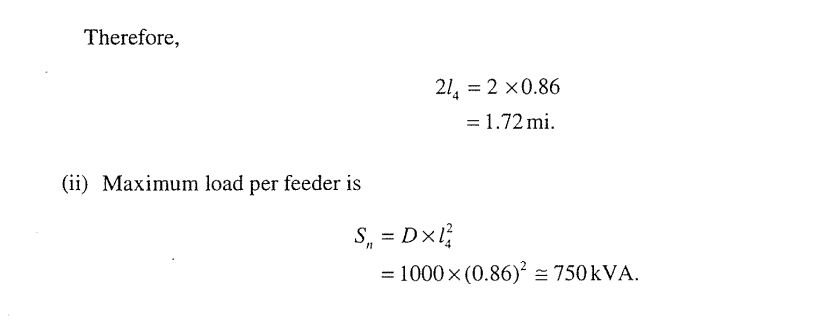 Therefore,
2l₄ = 2 ×0.86
= 1.72 mi.
(ii) Maximum load per feeder is
Sₙ = D × l₄²
= 1000 × (0.86)² ≅ 750 kVA.